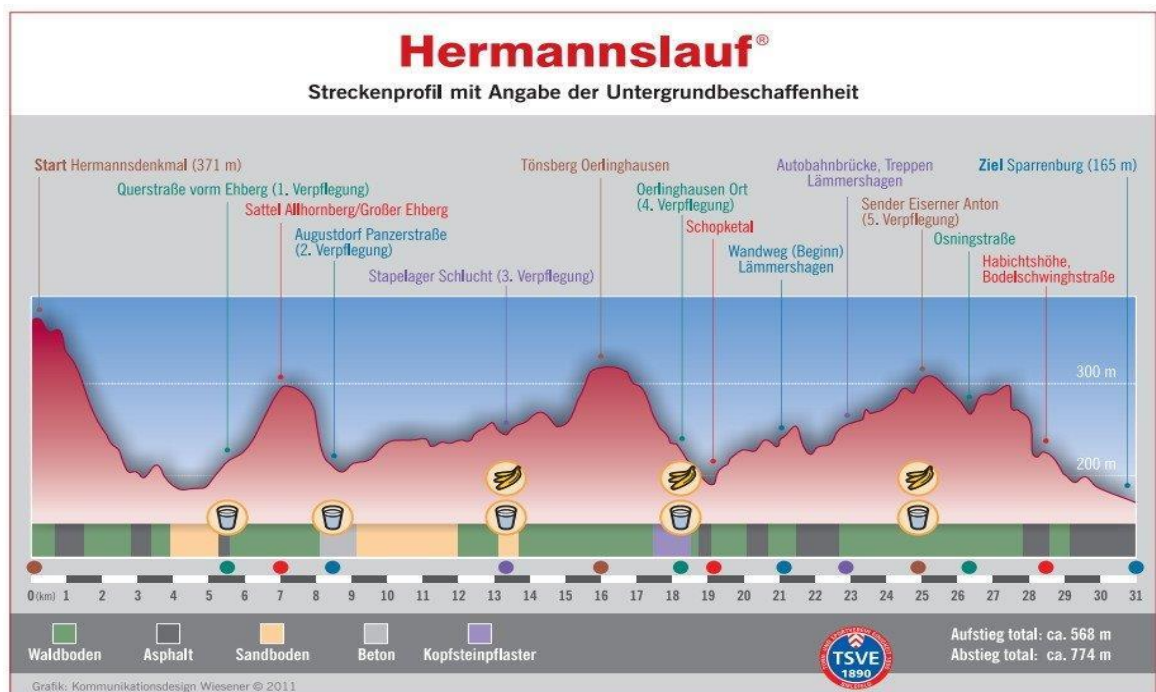 Hermannslauf®
Streckenprofil mit Angabe der Untergrundbeschaffenheit
Start Hermannsdenkmal (371 m)
Querstraße vorm Ehberg (1. Verpflegung)
Sattel Allhornberg/Großer Ehberg
Augustdorf Panzerstraße
(2. Verpflegung)
Stapelager Schlucht (3. Verpflegung)
Tönsberg Oerlinghausen
Oerlinghausen Ort
(4. Verpflegung)
Schopketal
Wandweg (Beginn)
Lämmershagen
Autobahnbrücke, Treppen
Lämmershagen
Sender Eiserner Anton
(5. Verpflegung)
Osningstraße
Habichtshöhe,
Bodelschwinghstraße
Ziel Sparrenburg (165 m)
300 m
200 m
0 (km) 1 2 3 4 5 6 7 8 9 10 11 12 13 14 15 16 17 18 19 20 21 22 23 24 25 26 27 28 29 30 31
Waldboden
Asphalt
Sandboden
Beton
Kopfsteinpflaster
TSVE
1890
Aufstieg total: ca. 568 m
Abstieg total: ca. 774 m
Grafik: Kommunikationsdesign Wiesener © 2011